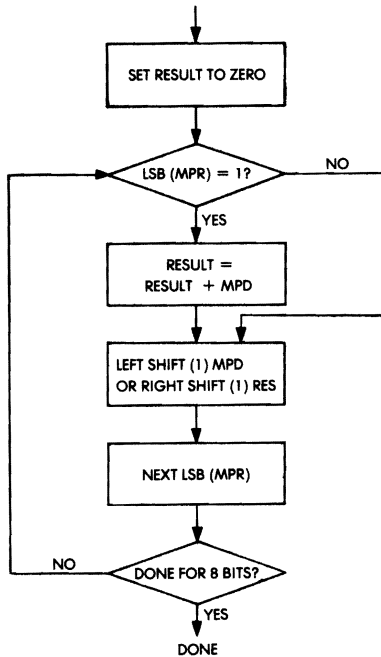 SET RESULT TO ZERO
LSB (MPR) = 1?
NO
YES
RESULT =
RESULT + MPD
LEFT SHIFT (1) MPD
OR RIGHT SHIFT (1) RES
NEXT LSB (MPR)
NO
DONE FOR 8 BITS?
YES
DONE